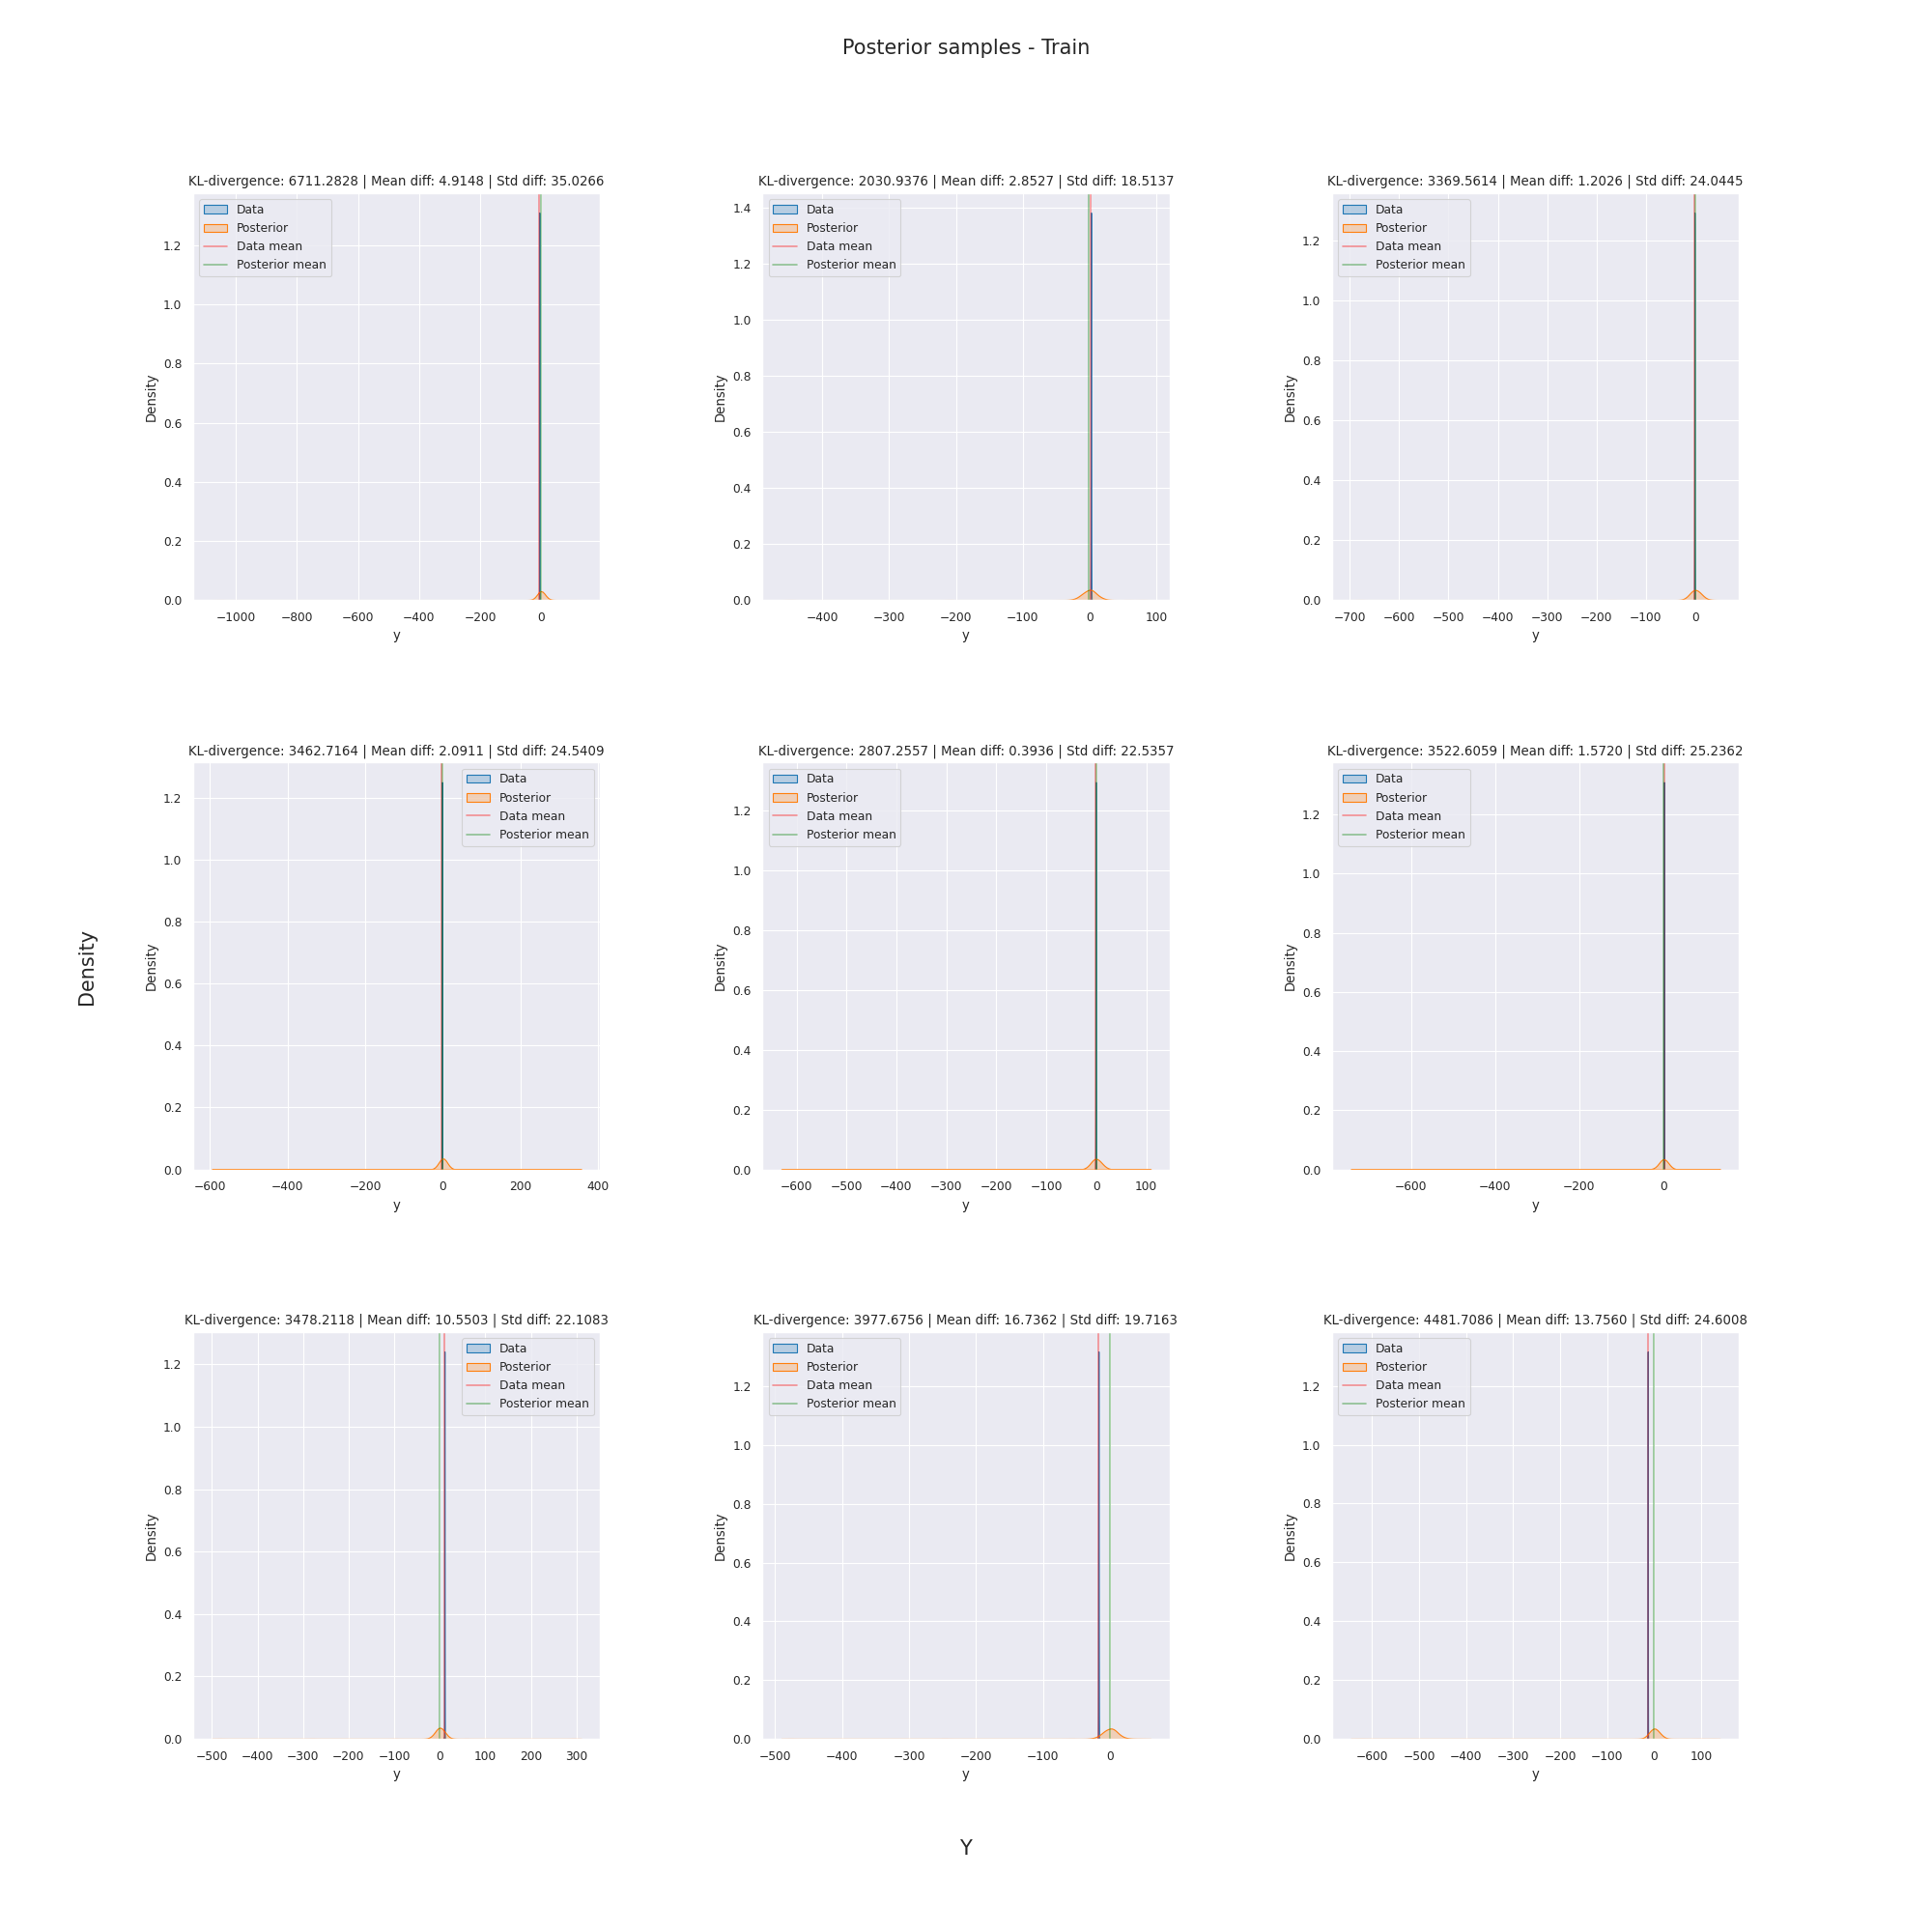 Posterior samples - Train
KL-divergence: 6711.2828 | Mean diff: 4.9148 | Std diff: 35.0266
Data
Posterior
Data mean
Posterior mean
1.2
1.0
0.8
0.6
0.4
0.2
0.0
Density
−1000 −800 −600 −400 −200 0
y
KL-divergence: 2030.9376 | Mean diff: 2.8527 | Std diff: 18.5137
Data
Posterior
Data mean
Posterior mean
1.4
1.2
1.0
0.8
0.6
0.4
0.2
0.0
Density
−400 −300 −200 −100 0 100
y
KL-divergence: 3369.5614 | Mean diff: 1.2026 | Std diff: 24.0445
Data
Posterior
Data mean
Posterior mean
1.2
1.0
0.8
0.6
0.4
0.2
0.0
Density
−700 −600 −500 −400 −300 −200 −100 0
y
Density
KL-divergence: 3462.7164 | Mean diff: 2.0911 | Std diff: 24.5409
Data
Posterior
Data mean
Posterior mean
1.2
1.0
0.8
0.6
0.4
0.2
0.0
Density
−600 −400 −200 0 200 400
y
KL-divergence: 2807.2557 | Mean diff: 0.3936 | Std diff: 22.5357
Data
Posterior
Data mean
Posterior mean
1.2
1.0
0.8
0.6
0.4
0.2
0.0
Density
−600 −500 −400 −300 −200 −100 0 100
y
KL-divergence: 3522.6059 | Mean diff: 1.5720 | Std diff: 25.2362
Data
Posterior
Data mean
Posterior mean
1.2
1.0
0.8
0.6
0.4
0.2
0.0
Density
−600 −400 −200 0
y
KL-divergence: 3478.2118 | Mean diff: 10.5503 | Std diff: 22.1083
Data
Posterior
Data mean
Posterior mean
1.2
1.0
0.8
0.6
0.4
0.2
0.0
Density
−500 −400 −300 −200 −100 0 100 200 300
y
KL-divergence: 3977.6756 | Mean diff: 16.7362 | Std diff: 19.7163
Data
Posterior
Data mean
Posterior mean
1.2
1.0
0.8
0.6
0.4
0.2
0.0
Density
−500 −400 −300 −200 −100 0
y
KL-divergence: 4481.7086 | Mean diff: 13.7560 | Std diff: 24.6008
Data
Posterior
Data mean
Posterior mean
1.2
1.0
0.8
0.6
0.4
0.2
0.0
Density
−600 −500 −400 −300 −200 −100 0 100
y
Y